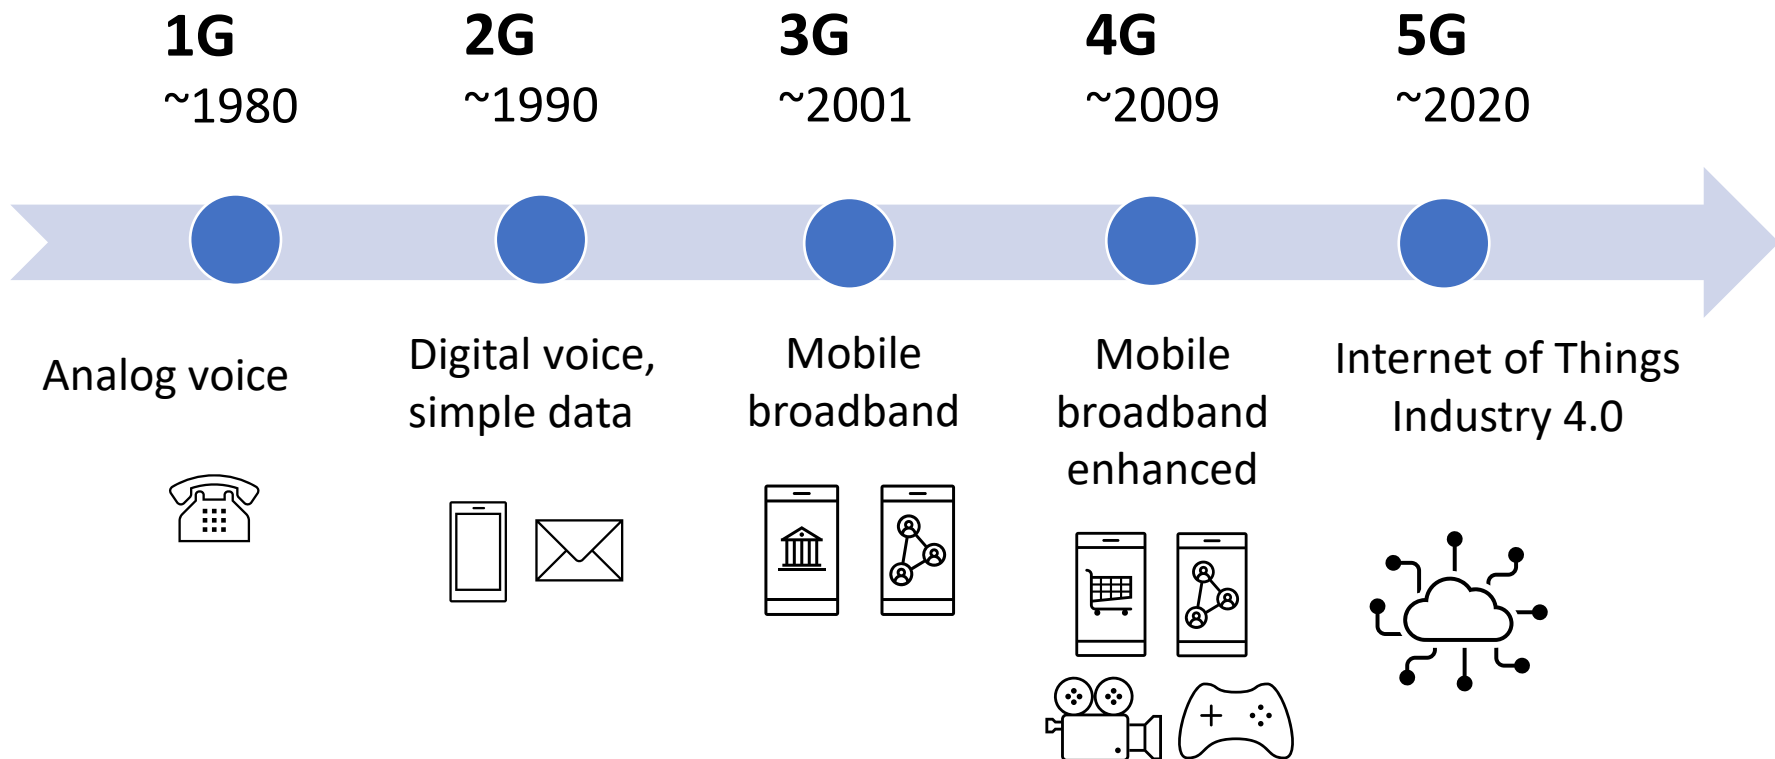 1G
~1980
2G
~1990
3G
~2001
4G
~2009
5G
~2020
Analog voice
Digital voice,
simple data
Mobile
broadband
Mobile
broadband
enhanced
Internet of Things
Industry 4.0